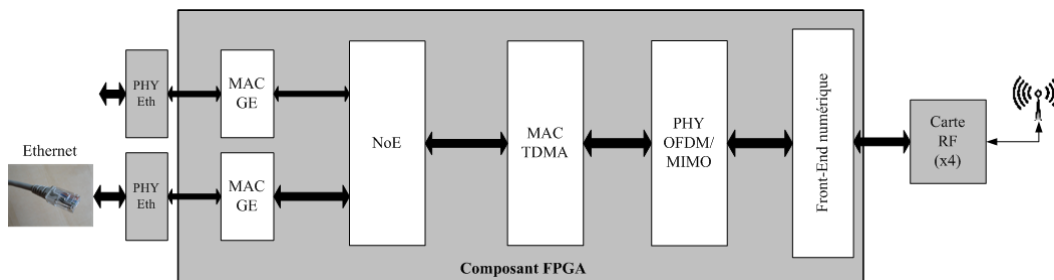 PHY
Eth
MAC
GE
NoE
MAC
TDMA
PHY
OFDM/
MIMO
Front-End numérique
Carte
RF
(x4)
Ethernet
PHY
Eth
MAC
GE
Composant FPGA